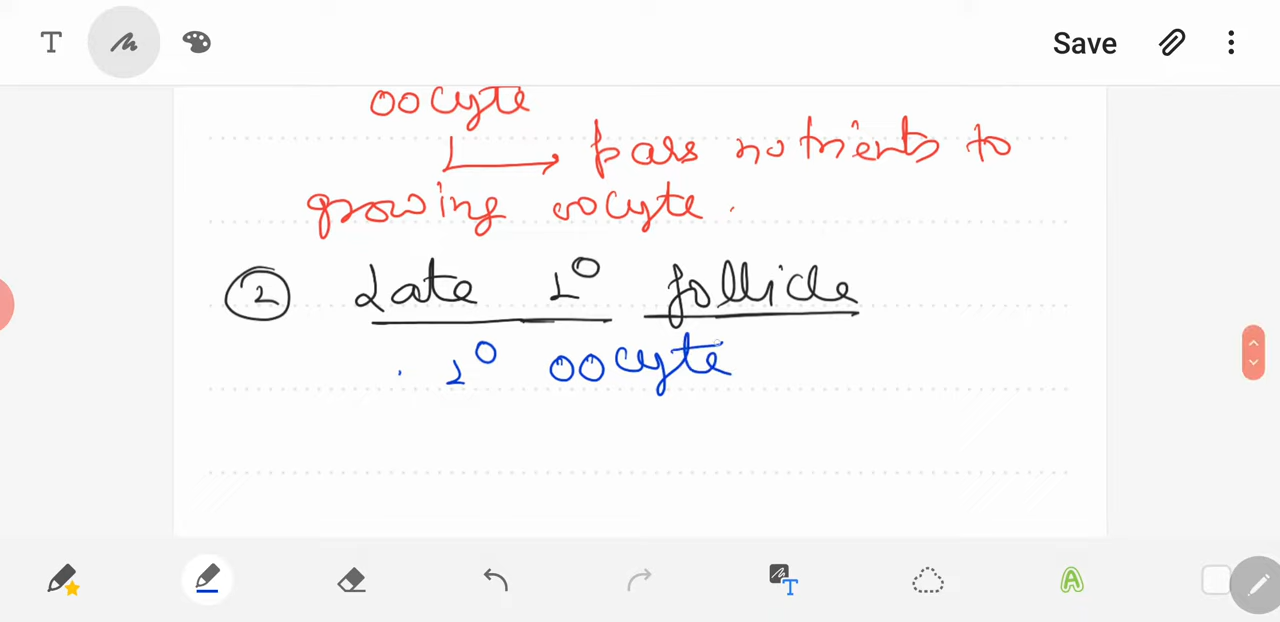 T Save
oocyte
pass nutrients to
growing oocyte.
2 Late 1° follicle
. 1° oocyte
T
A